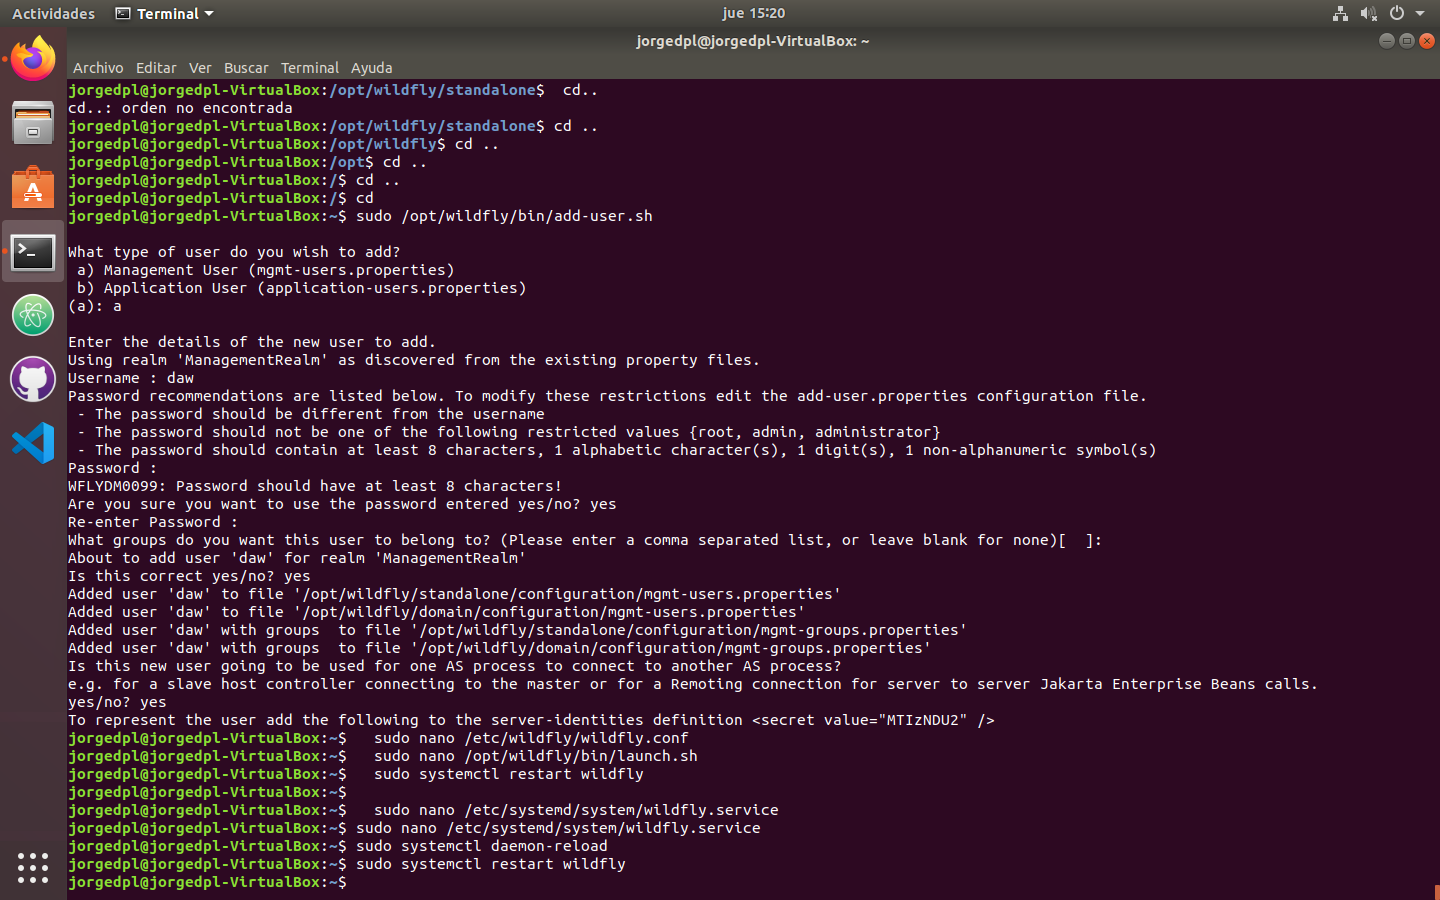 Actividades
Terminal
jue 15:20
jorgedpl@jorgedpl-VirtualBox: ~
Archivo Editar Ver Buscar Terminal Ayuda
jorgedpl@jorgedpl-VirtualBox:/opt/wildfly/standalone$  cd..
cd..: orden no encontrada
jorgedpl@jorgedpl-VirtualBox:/opt/wildfly/standalone$ cd ..
jorgedpl@jorgedpl-VirtualBox:/opt/wildfly$ cd ..
jorgedpl@jorgedpl-VirtualBox:/opt$ cd ..
jorgedpl@jorgedpl-VirtualBox:/$ cd ..
jorgedpl@jorgedpl-VirtualBox:/$ cd
jorgedpl@jorgedpl-VirtualBox:~$ sudo /opt/wildfly/bin/add-user.sh
What type of user do you wish to add?
 a) Management User (mgmt-users.properties)
 b) Application User (application-users.properties)
(a): a
Enter the details of the new user to add.
Using realm 'ManagementRealm' as discovered from the existing property files.
Username : daw
Password recommendations are listed below. To modify these restrictions edit the add-user.properties configuration file.
 - The password should be different from the username
 - The password should not be one of the following restricted values {root, admin, administrator}
 - The password should contain at least 8 characters, 1 alphabetic character(s), 1 digit(s), 1 non-alphanumeric symbol(s)
Password :
WFLYDM0099: Password should have at least 8 characters!
Are you sure you want to use the password entered yes/no? yes
Re-enter Password :
What groups do you want this user to belong to? (Please enter a comma separated list, or leave blank for none)[  ]:
About to add user 'daw' for realm 'ManagementRealm'
Is this correct yes/no? yes
Added user 'daw' to file '/opt/wildfly/standalone/configuration/mgmt-users.properties'
Added user 'daw' to file '/opt/wildfly/domain/configuration/mgmt-users.properties'
Added user 'daw' with groups  to file '/opt/wildfly/standalone/configuration/mgmt-groups.properties'
Added user 'daw' with groups  to file '/opt/wildfly/domain/configuration/mgmt-groups.properties'
Is this new user going to be used for one AS process to connect to another AS process?
e.g. for a slave host controller connecting to the master or for a Remoting connection for server to server Jakarta Enterprise Beans calls.
yes/no? yes
To represent the user add the following to the server-identities definition <secret value="MTIzNDU2" />
jorgedpl@jorgedpl-VirtualBox:~$   sudo nano /etc/wildfly/wildfly.conf
jorgedpl@jorgedpl-VirtualBox:~$   sudo nano /opt/wildfly/bin/launch.sh
jorgedpl@jorgedpl-VirtualBox:~$   sudo systemctl restart wildfly
jorgedpl@jorgedpl-VirtualBox:~$
jorgedpl@jorgedpl-VirtualBox:~$   sudo nano /etc/systemd/system/wildfly.service
jorgedpl@jorgedpl-VirtualBox:~$ sudo nano /etc/systemd/system/wildfly.service
jorgedpl@jorgedpl-VirtualBox:~$ sudo systemctl daemon-reload
jorgedpl@jorgedpl-VirtualBox:~$ sudo systemctl restart wildfly
jorgedpl@jorgedpl-VirtualBox:~$